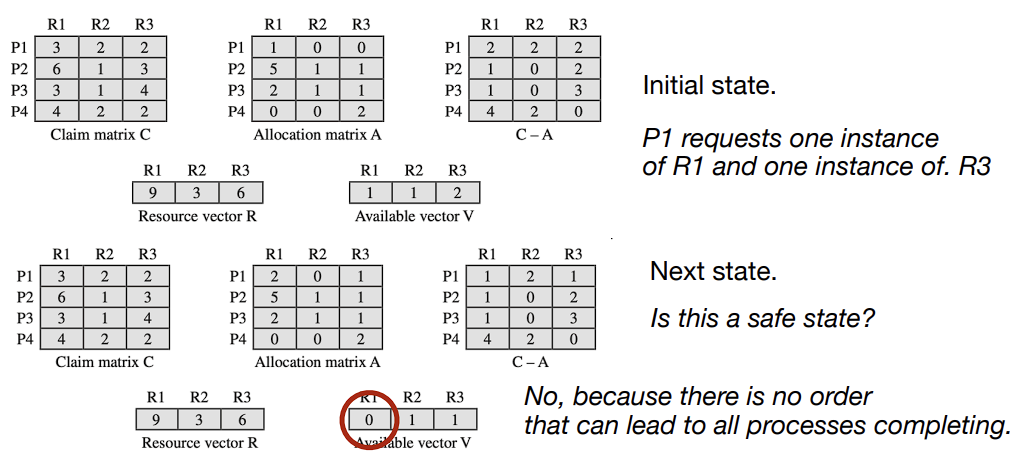 R1 R2 R3 R1 R2 R3 R1 R2 R3
P1 3 2 2 P1 1 0 0 P1 2 2 2
P2 6 1 3 P2 5 1 1 P2 1 0 2
P3 3 1 4 P3 2 1 1 P3 1 0 3
P4 4 2 2 P4 0 0 2 P4 4 2 0
Claim matrix C Allocation matrix A C – A
Initial state.
P1 requests one instance
of R1 and one instance of. R3
R1 R2 R3 R1 R2 R3
9 3 6 1 1 2
Resource vector R Available vector V
R1 R2 R3 R1 R2 R3 R1 R2 R3
P1 3 2 2 P1 2 0 1 P1 1 2 1
P2 6 1 3 P2 5 1 1 P2 1 0 2
P3 3 1 4 P3 2 1 1 P3 1 0 3
P4 4 2 2 P4 0 0 2 P4 4 2 0
Claim matrix C Allocation matrix A C – A
Next state.
Is this a safe state?
R1 R2 R3 R1 R2 R3
9 3 6 0 1 1
Resource vector R Available vector V
No, because there is no order
that can lead to all processes completing.